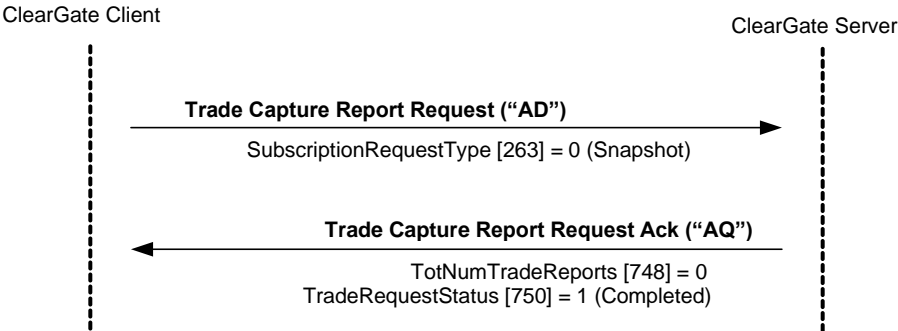 ClearGate Client
ClearGate Server
Trade Capture Report Request (“AD”)
SubscriptionRequestType [263] = 0 (Snapshot)
Trade Capture Report Request Ack (“AQ”)
TotNumTradeReports [748] = 0
TradeRequestStatus [750] = 1 (Completed)